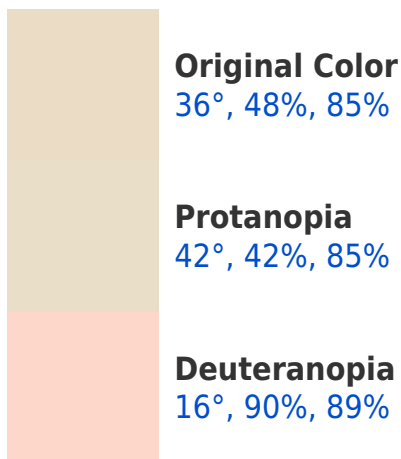 Original Color
36°, 48%, 85%
Protanopia
42°, 42%, 85%
Deuteranopia
16°, 90%, 89%